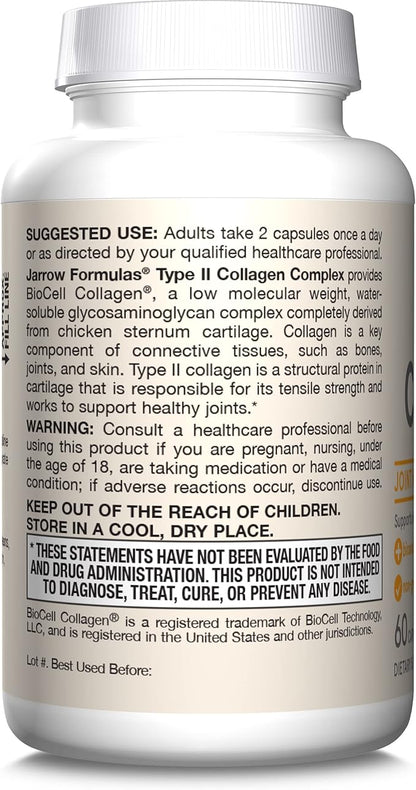 SUGGESTED USE: Adults take 2 capsules once a day
or as directed by your qualified healthcare professional.
Jarrow Formulas® Type II Collagen Complex provides
BioCell Collagen®, a low molecular weight, water-
soluble glycosaminoglycan complex completely derived
from chicken sternum cartilage. Collagen is a key
component of connective tissues, such as bones,
joints, and skin. Type II collagen is a structural protein in
cartilage that is responsible for its tensile strength and
works to support healthy joints.*
WARNING: Consult a healthcare professional before
using this product if you are pregnant, nursing, under
the age of 18, are taking medication or have a medical
condition; if adverse reactions occur, discontinue use.
KEEP OUT OF THE REACH OF CHILDREN.
STORE IN A COOL, DRY PLACE.
*THESE STATEMENTS HAVE NOT BEEN EVALUATED BY THE FOOD
AND DRUG ADMINISTRATION. THIS PRODUCT IS NOT INTENDED
TO DIAGNOSE, TREAT, CURE, OR PREVENT ANY DISEASE.
BioCell Collagen® is a registered trademark of BioCell Technology,
LLC, and is registered in the United States and other jurisdictions.
Lot #. Best Used Before:
FILL LINE
JOINT
60